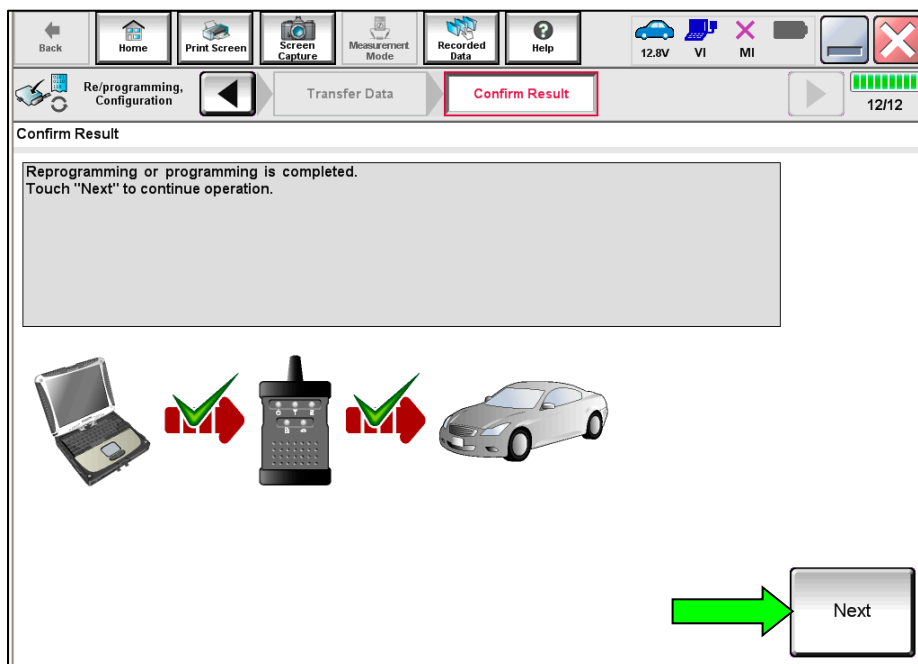 Back
Home
Print Screen
Screen
Capture
Measurement
Mode
Recorded
Data
Help
12.8V
VI
MI
Re/programming,
Configuration
Transfer Data
Confirm Result
12/12
Confirm Result
Reprogramming or programming is completed.
Touch "Next" to continue operation.
Next